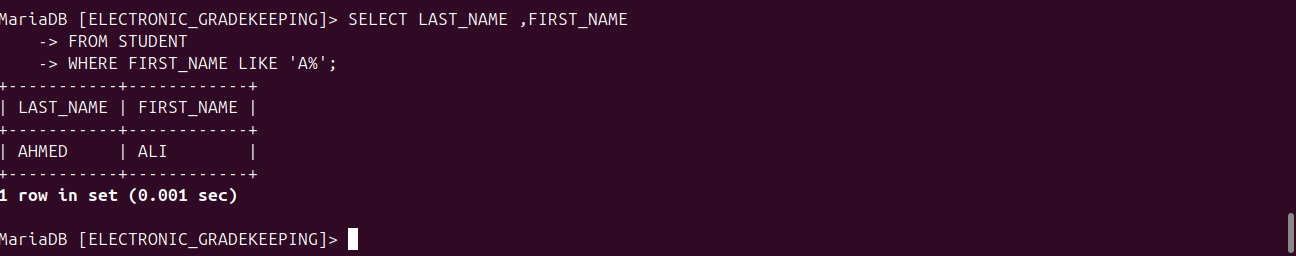 MariaDB [ELECTRONIC_GRADEKEEPING]> SELECT LAST_NAME ,FIRST_NAME
    -> FROM STUDENT
    -> WHERE FIRST_NAME LIKE 'A%';
+-----------+------------+
| LAST_NAME | FIRST_NAME |
+-----------+------------+
| AHMED     | ALI        |
+-----------+------------+
1 row in set (0.001 sec)

MariaDB [ELECTRONIC_GRADEKEEPING]>